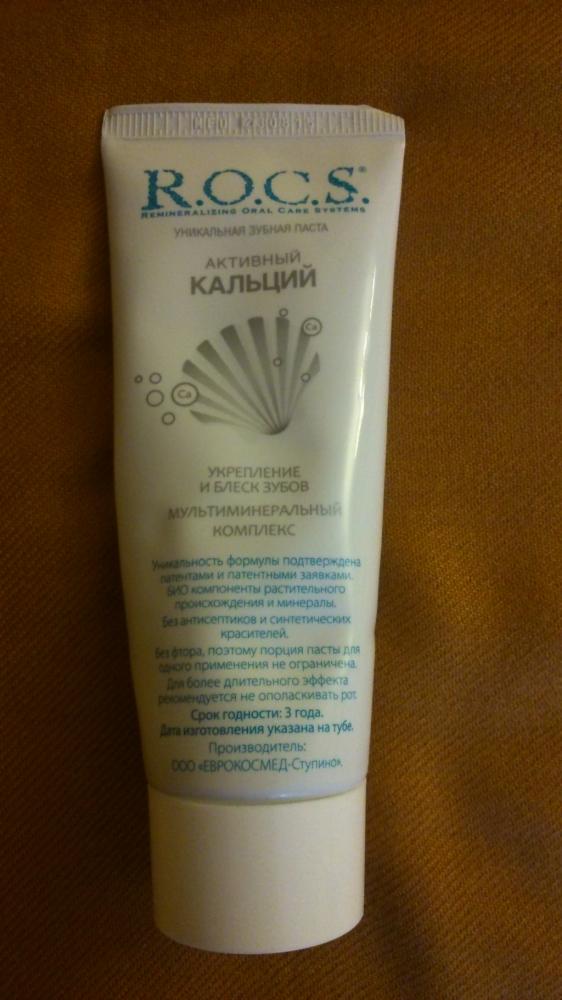 R.O.C.S.®
REMINERALIZING ORAL CARE SYSTEMS
УНИКАЛЬНАЯ ЗУБНАЯ ПАСТА
АКТИВНЫЙ
КАЛЬЦИЙ
Ca
Ca
УКРЕПЛЕНИЕ
И БЛЕСК ЗУБОВ
МУЛЬТИМИНЕРАЛЬНЫЙ
КОМПЛЕКС
Уникальность формулы подтверждена
патентами и патентными заявками.
БИО компоненты растительного
происхождения и минералы.
Без антисептиков и синтетических
красителей.
Без фтора, поэтому порция пасты для
одного применения не ограничена.
Для более длительного эффекта
рекомендуется не ополаскивать рот.
Срок годности: 3 года.
Дата изготовления указана на тубе.
Производитель:
ООО «ЕВРОКОСМЕД-Ступино».